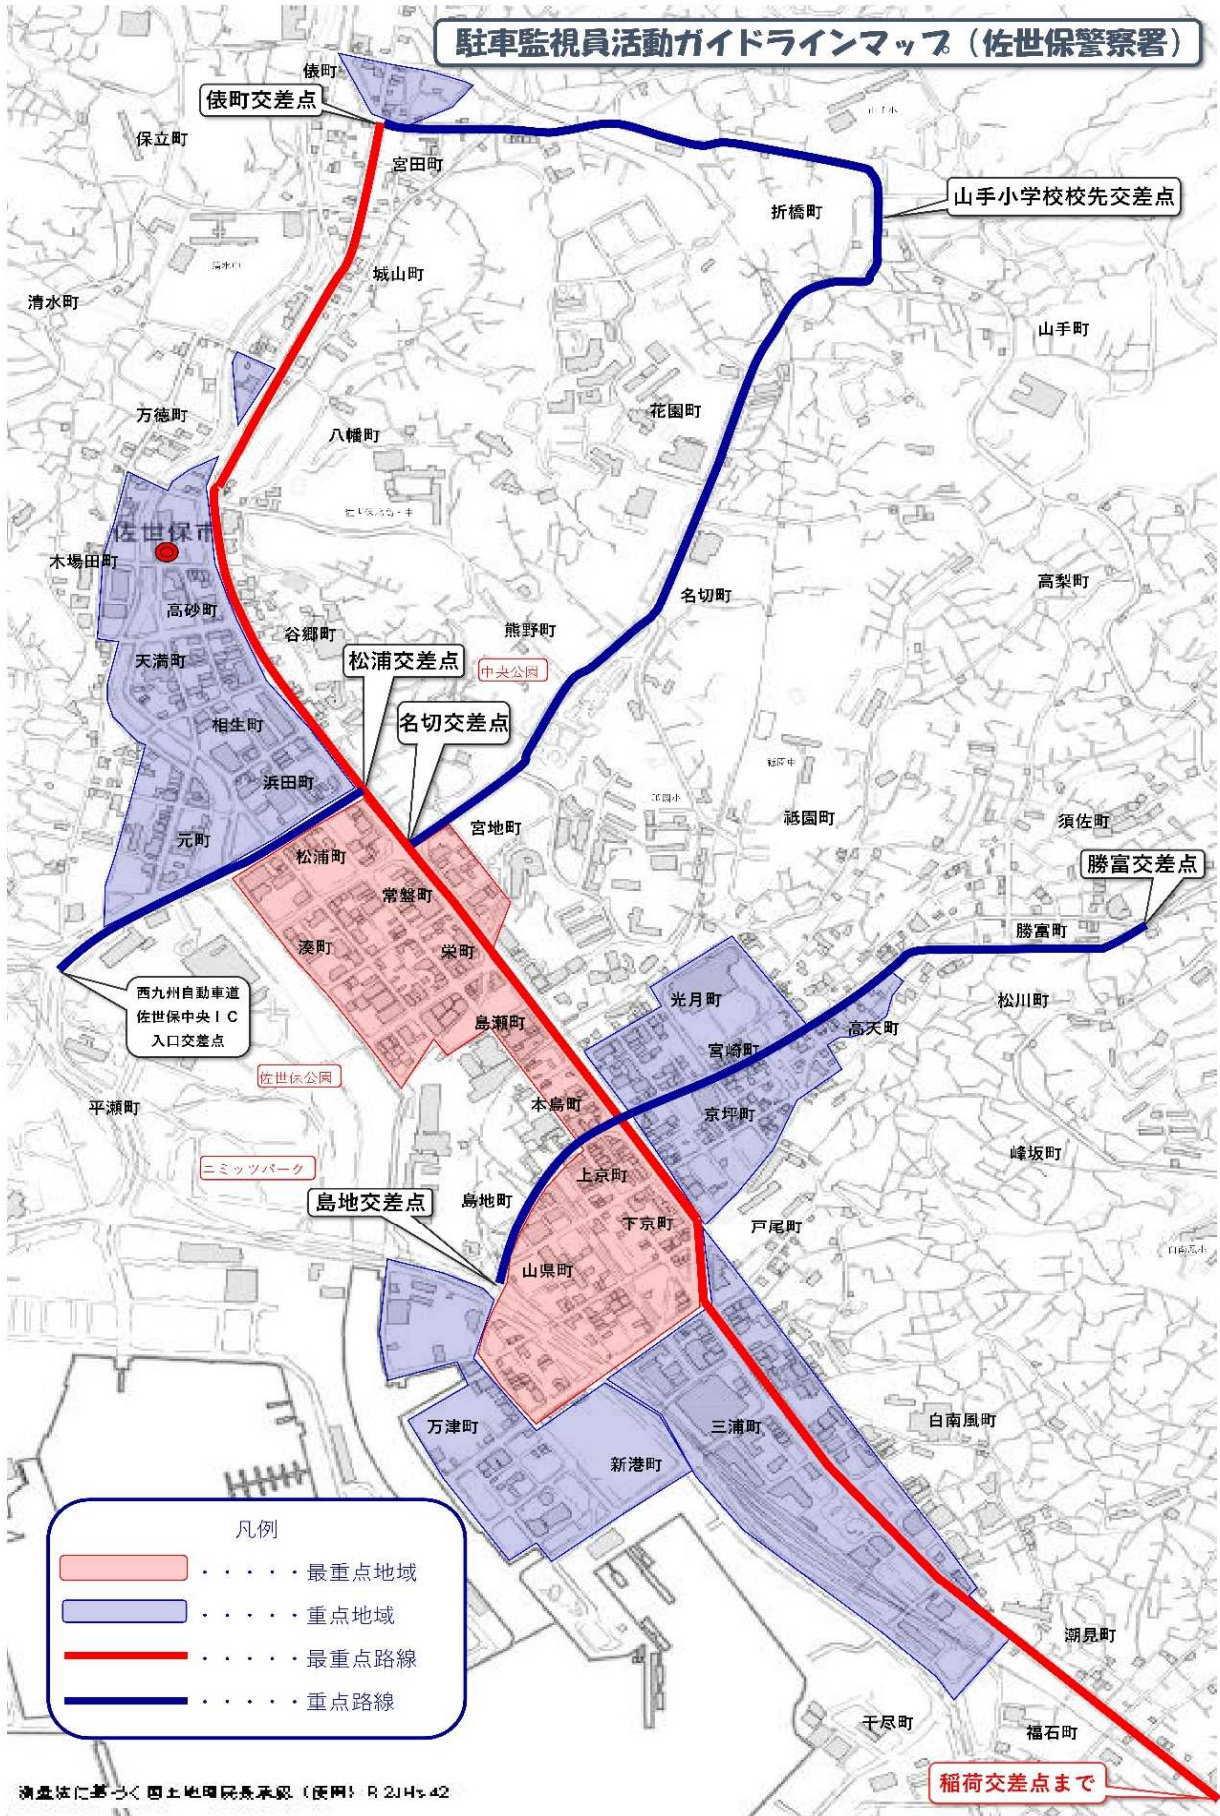 駐車監視員活動ガイドラインマップ(佐世保警察署)
俵町
俵町交差点
保立町
宮田町
山手小学校校先交差点
折橋町
城山町
清水町
山手町
万徳町
花園町
八幡町
佐世保市
木場田町
高砂町
名切町
高梨町
谷郷町
熊野町
天満町
松浦交差点
中央公園
相生町
名切交差点
浜田町
祇園町
須佐町
宮地町
元町
松浦町
勝富交差点
常盤町
勝富町
湊町
栄町
西九州自動車道
佐世保中央IC
入口交差点
光月町
松川町
島瀬町
高天町
宮崎町
佐世保公園
平瀬町
本島町
京坪町
峰坂町
ニミッツパーク
上京町
島地交差点
島地町
下京町
戸尾町
白南風小
山県町
万津町
三浦町
白南風町
新港町
凡例
・・・・・最重点地域
・・・・・重点地域
・・・・・最重点路線
・・・・・重点路線
潮見町
干尽町
福石町
稲荷交差点まで